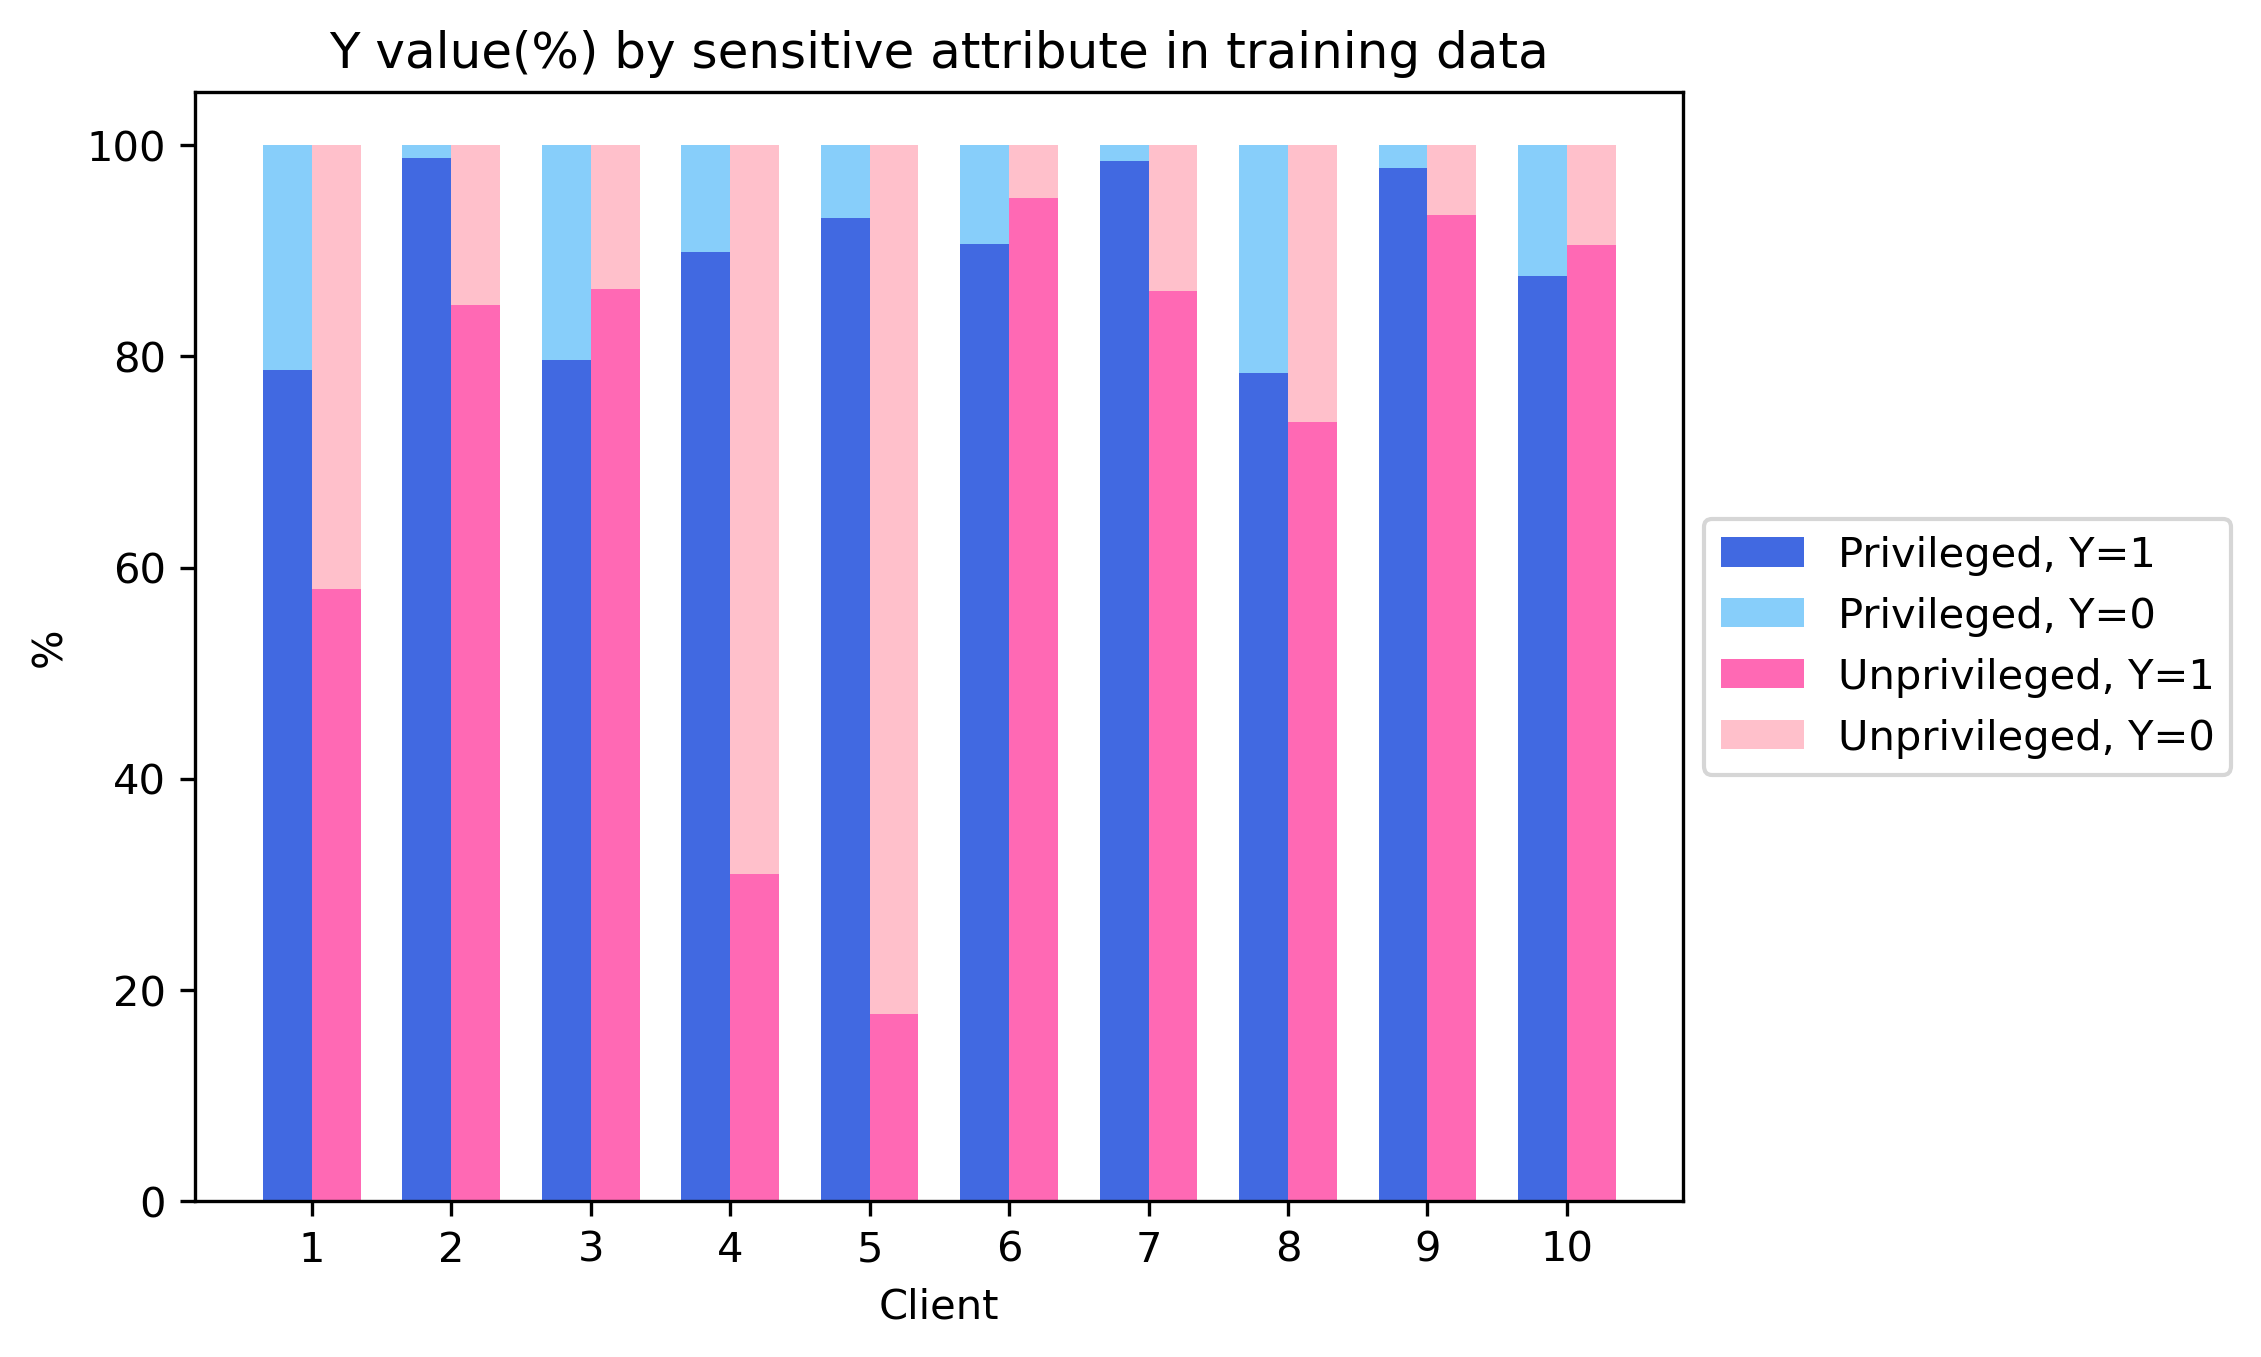 Y value(%) by sensitive attribute in training data
100
80
60
40
20
0
%
1 2 3 4 5 6 7 8 9 10
Client
Privileged, Y=1
Privileged, Y=0
Unprivileged, Y=1
Unprivileged, Y=0